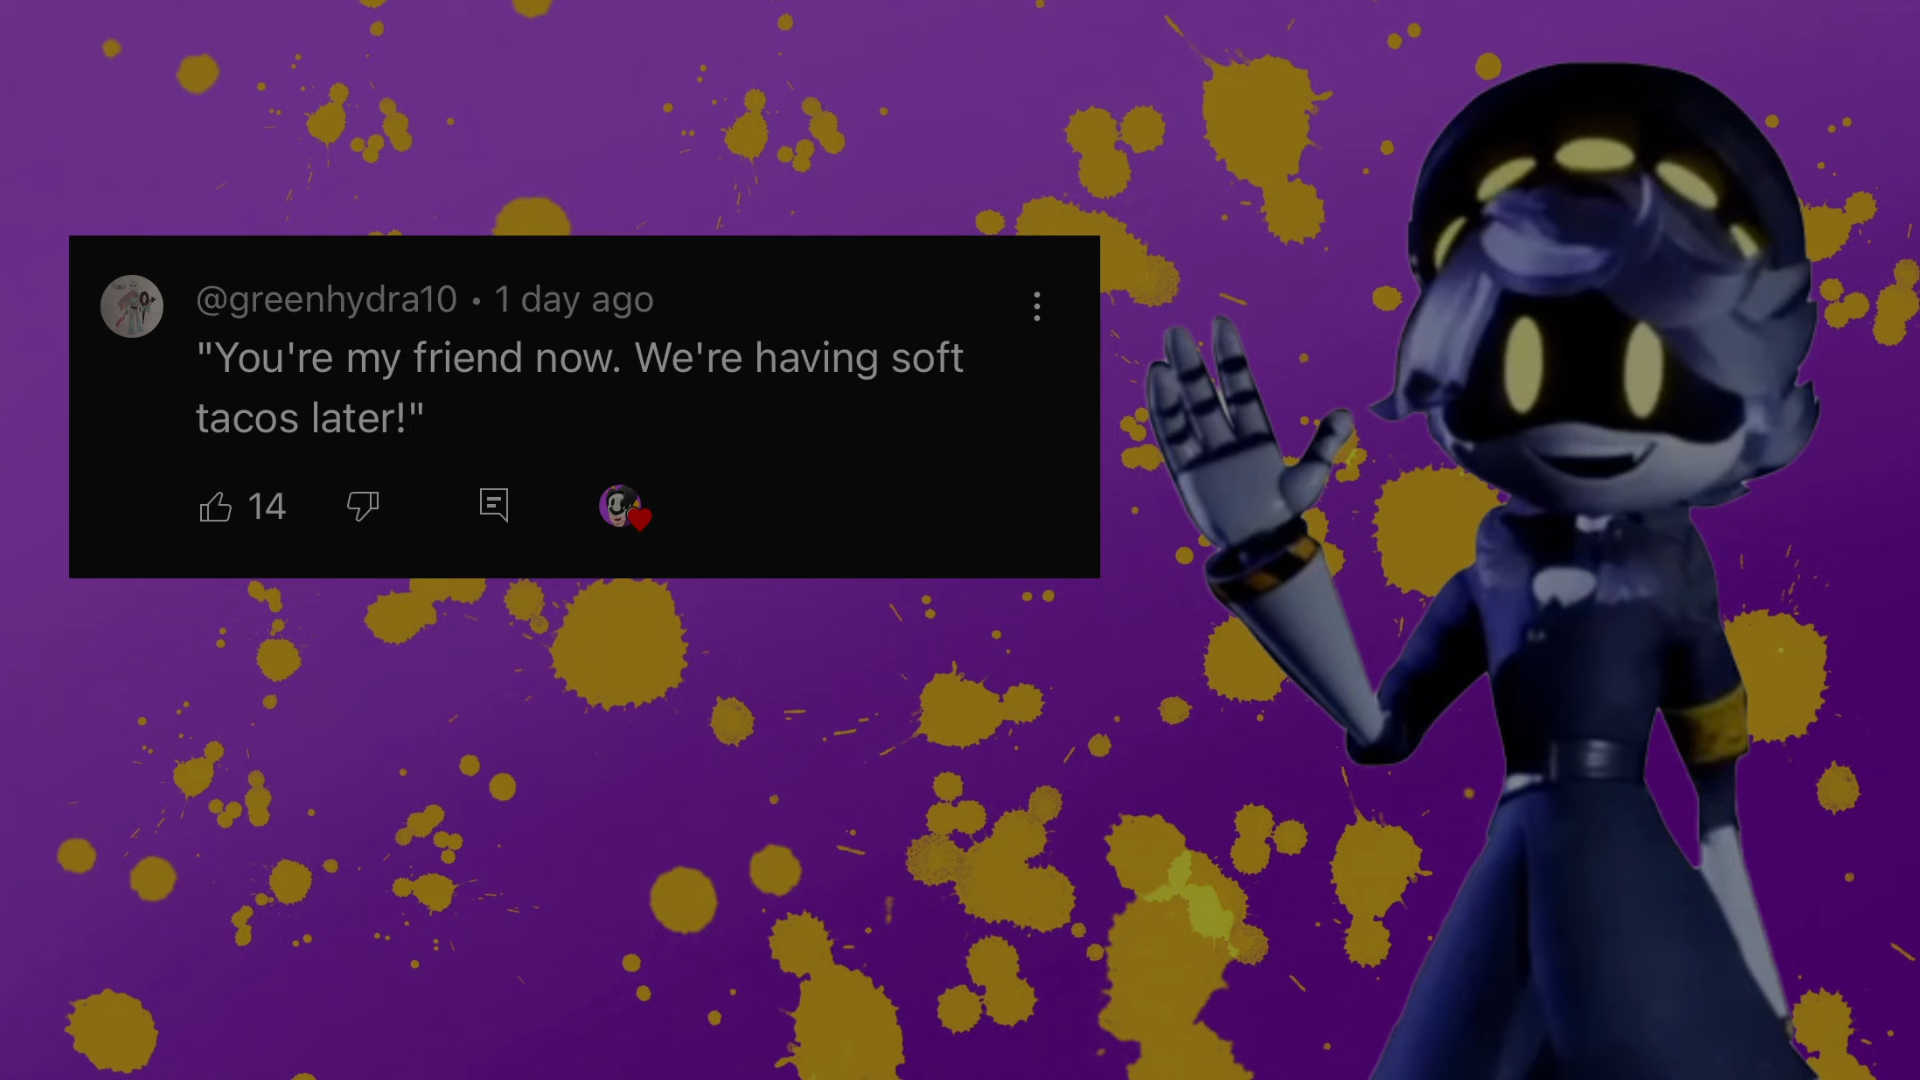 @greenhydra10 • 1 day ago
"You're my friend now. We're having soft
tacos later!"
14